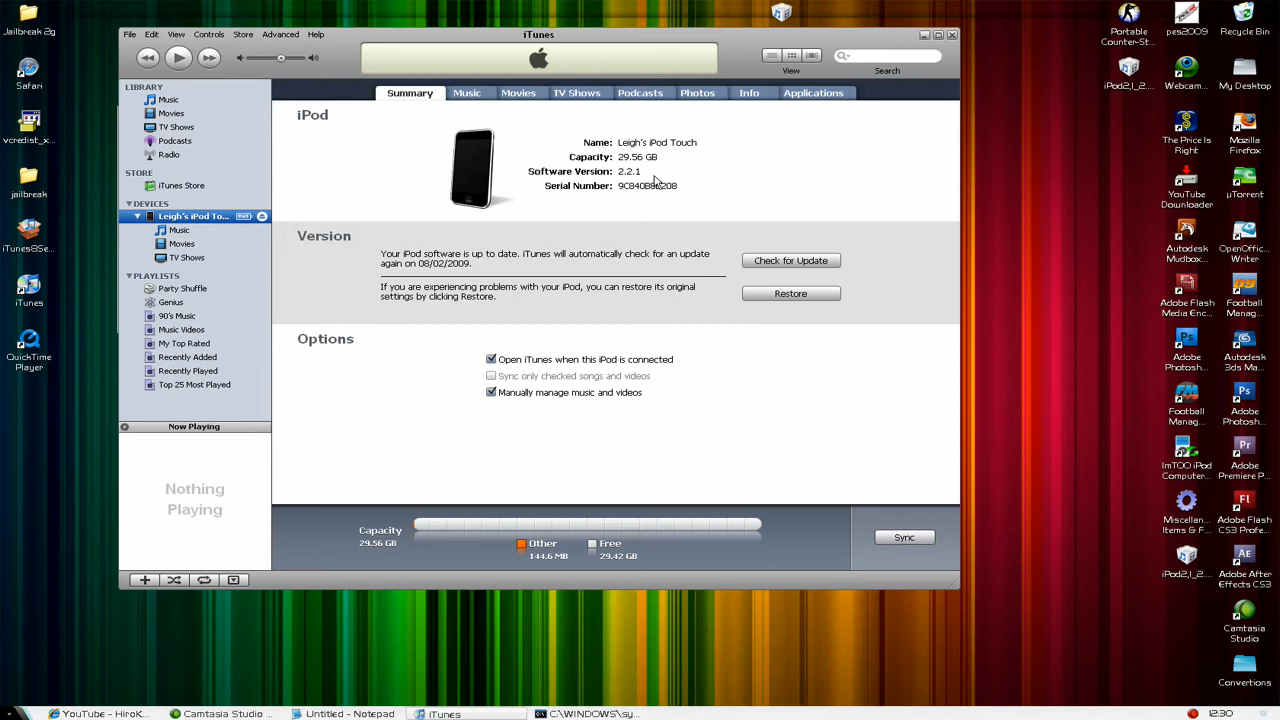 Jailbreak 2g
Safari
vcredist_x...
jailbreak
iTunes8Se...
iTunes
QuickTime
Player
iTunes
File Edit View Controls Store Advanced Help
View
Search
LIBRARY
Music
Movies
TV Shows
Podcasts
Radio
STORE
iTunes Store
DEVICES
Leigh's iPod To...
Music
Movies
TV Shows
PLAYLISTS
Party Shuffle
Genius
90's Music
Music Videos
My Top Rated
Recently Added
Recently Played
Top 25 Most Played
Now Playing
Nothing
Playing
Summary Music Movies TV Shows Podcasts Photos Info Applications
iPod
Name: Leigh's iPod Touch
Capacity: 29.56 GB
Software Version: 2.2.1
Serial Number:
Version
Your iPod software is up to date. iTunes will automatically check for an update
again on 08/02/2009.
Check for Update
If you are experiencing problems with your iPod, you can restore its original
settings by clicking Restore.
Restore
Options
Open iTunes when this iPod is connected
Sync only checked songs and videos
Manually manage music and videos
Capacity
29.56 GB
Other
144.6 MB
Free
29.42 GB
Sync
Portable
Counter-St...
pes2009
Recycle Bin
iPod2,1_2....
Webcam...
My Desktop
The Price Is
Right
Mozilla
Firefox
YouTube
Downloader
µTorrent
Autodesk
Mudbox...
OpenOffic...
Writer
Adobe Flash
Media Enc...
Football
Manag...
Adobe
Photosh...
Autodesk
3ds Ma...
Football
Manag...
Adobe
Photosh...
ImTOO iPod
Computer...
Adobe
Premiere P...
Miscellan...
Items & F...
Adobe Flash
CS3 Profe...
iPod2,1_2....
Adobe After
Effects CS3
Camtasia
Studio
Convertions
YouTube - HiroK...
Camtasia Studio ...
Untitled - Notepad
iTunes
C:\WINDOWS\sy...
12:30